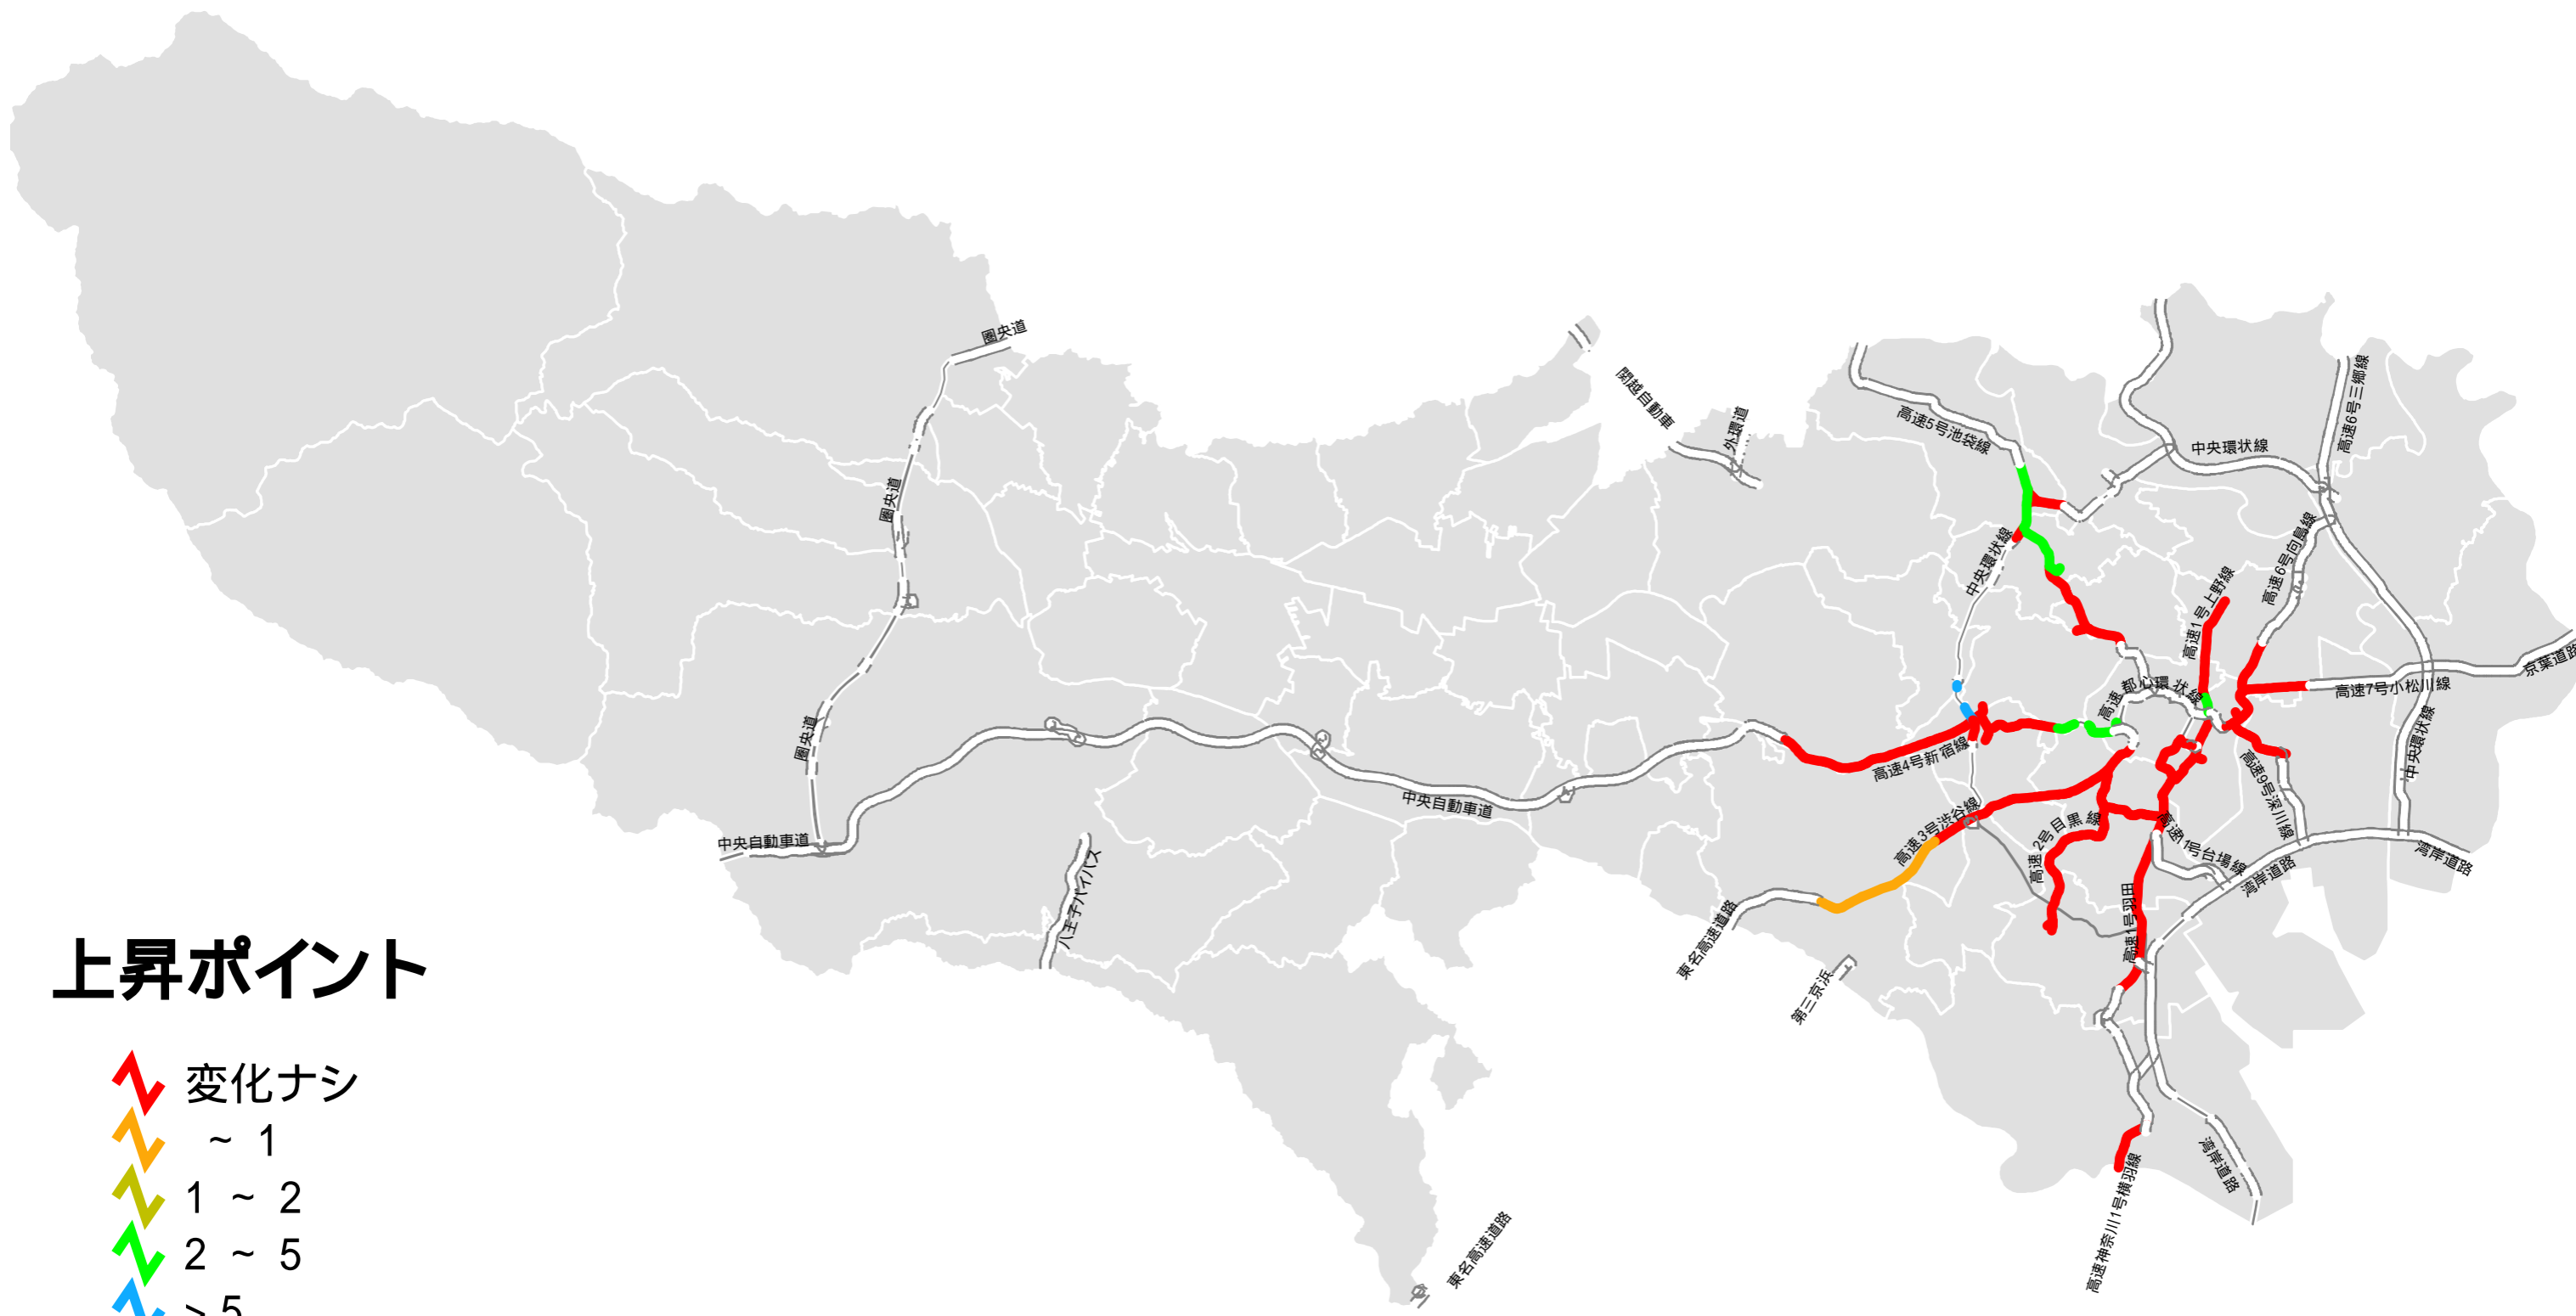 圏央道
関越自動車
外環道
高速5号池袋線
中央環状線
高速6号三郷線
圏央道
中央環状線
高速6号向島線
高速1号上野線
京葉道路
高速都心環状線
高速7号小松川線
圏央道
高速4号新宿線
中央環状線
高速9号深川線
中央自動車道
中央自動車道
高速3号渋谷線
高速2号目黒線
高速11号台場線
湾岸道路
湾岸道路
八王子バイパス
東名高速道路
高速1号羽田
第三京浜
上昇ポイント
変化ナシ
~ 1
1 ~ 2
2 ~ 5
> 5
湾岸道路
高速神奈川1号横羽線
東名高速道路